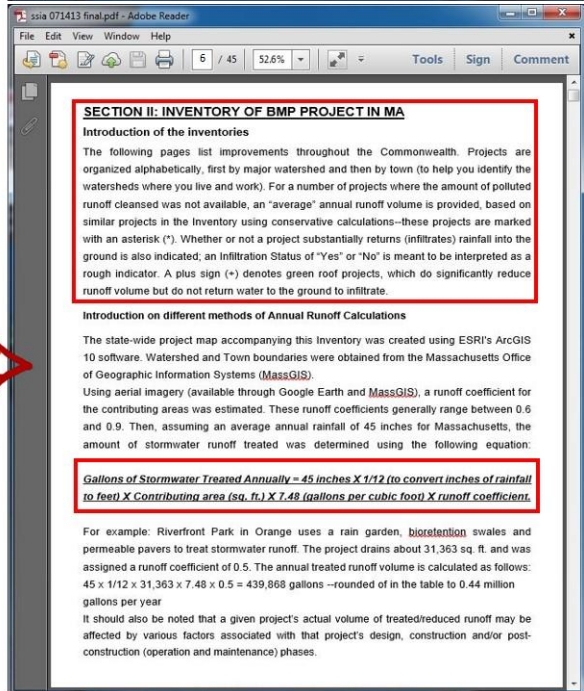 ssia 071413 final.pdf - Adobe Reader
File Edit View Window Help
6 / 45 52.6% Tools Sign Comment
SECTION II: INVENTORY OF BMP PROJECT IN MA
Introduction of the inventories
The following pages list improvements throughout the Commonwealth. Projects are
organized alphabetically, first by major watershed and then by town (to help you identify the
watersheds where you live and work). For a number of projects where the amount of polluted
runoff cleansed was not available, an “average” annual runoff volume is provided, based on
similar projects in the Inventory using conservative calculations--these projects are marked
with an asterisk (*). Whether or not a project substantially returns (infiltrates) rainfall into the
ground is also indicated; an Infiltration Status of “Yes” or “No” is meant to be interpreted as a
rough indicator. A plus sign (+) denotes green roof projects, which do significantly reduce
runoff volume but do not return water to the ground to infiltrate.
Introduction on different methods of Annual Runoff Calculations
The state-wide project map accompanying this Inventory was created using ESRI's ArcGIS
10 software. Watershed and Town boundaries were obtained from the Massachusetts Office
of Geographic Information Systems (MassGIS).
Using aerial imagery (available through Google Earth and MassGIS), a runoff coefficient for
the contributing areas was estimated. These runoff coefficients generally range between 0.6
and 0.9. Then, assuming an average annual rainfall of 45 inches for Massachusetts, the
amount of stormwater runoff treated was determined using the following equation:
Gallons of Stormwater Treated Annually = 45 inches X 1/12 (to convert inches of rainfall
to feet) X Contributing area (sq. ft.) X 7.48 (gallons per cubic foot) X runoff coefficient.
For example: Riverfront Park in Orange uses a rain garden, bioretention swales and
permeable pavers to treat stormwater runoff. The project drains about 31,363 sq. ft. and was
assigned a runoff coefficient of 0.5. The annual treated runoff volume is calculated as follows:
45 x 1/12 x 31,363 x 7.48 x 0.5 = 439,868 gallons --rounded of in the table to 0.44 million
gallons per year
It should also be noted that a given project's actual volume of treated/reduced runoff may be
affected by various factors associated with that project's design, construction and/or post-
construction (operation and maintenance) phases.